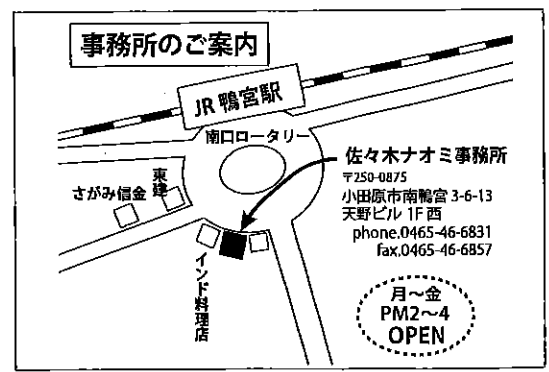 事務所のご案内
JR 鴨宮駅
南口ロータリー
佐々木ナオミ事務所
〒250-0875
小田原市南鴨宮 3-6-13
天野ビル 1F 西
phone.0465-46-6831
fax.0465-46-6857
東建
さがみ信金
インド料理店
月～金
PM2～4
OPEN